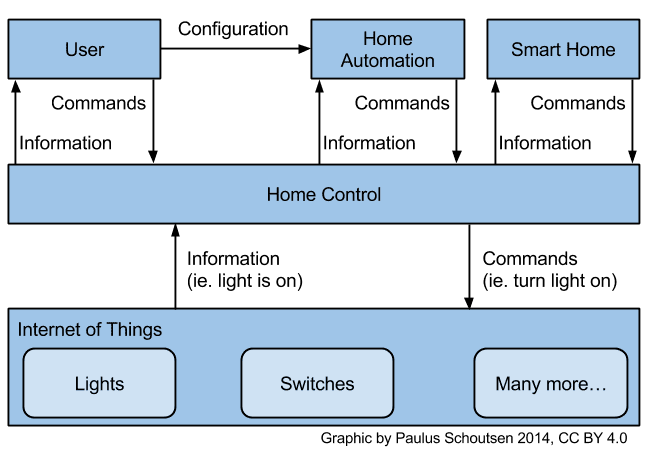 User
Configuration
Home
Automation
Smart Home
Commands
Information
Commands
Information
Commands
Information
Home Control
Information
(ie. light is on)
Commands
(ie. turn light on)
Internet of Things
Lights
Switches
Many more…
Graphic by Paulus Schoutsen 2014, CC BY 4.0